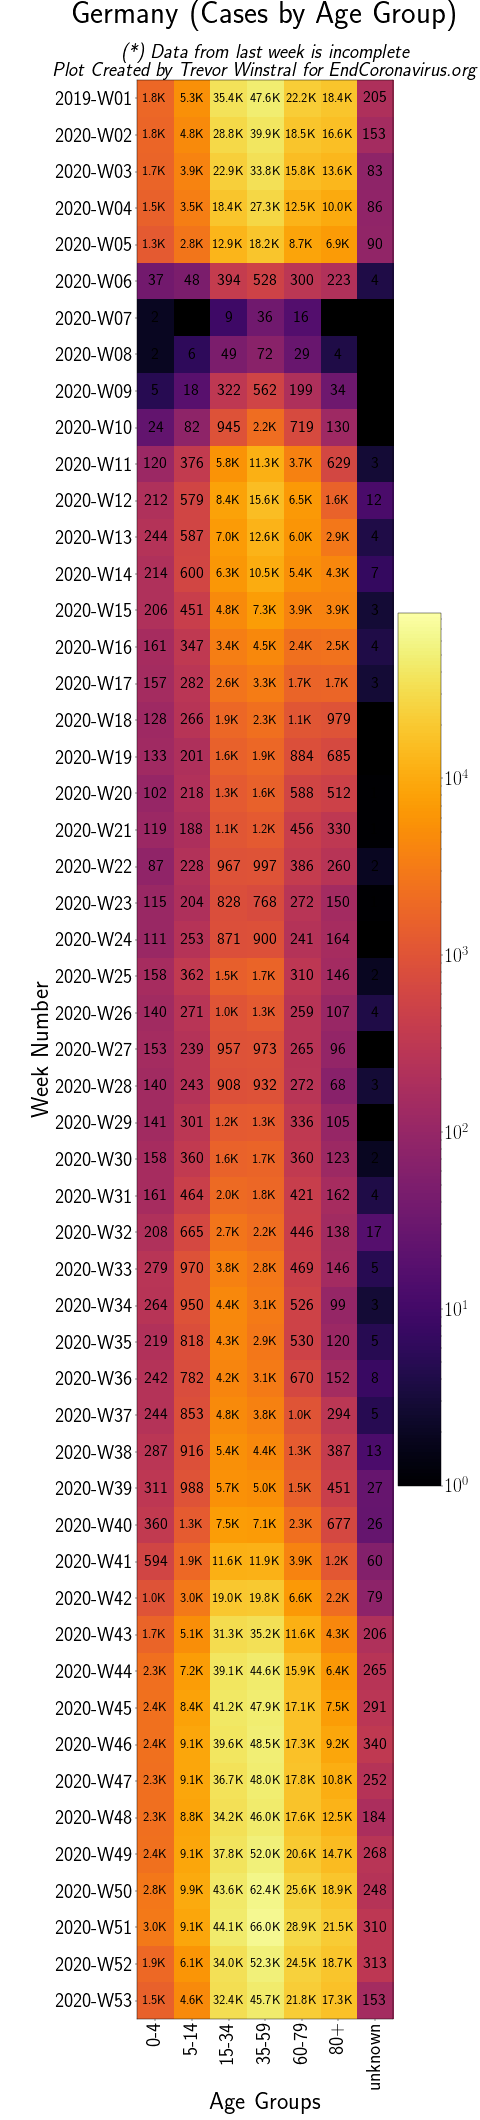 Germany (Cases by Age Group)
(*) Data from last week is incomplete
Plot Created by Trevor Winstral for EndCoronavirus.org
2019-W01 1.8K 5.3K 35.4K 47.6K 22.2K 18.4K 205
2020-W02 1.8K 4.8K 28.8K 39.9K 18.5K 16.6K 153
2020-W03 1.7K 3.9K 22.9K 33.8K 15.8K 13.6K 83
2020-W04 1.5K 3.5K 18.4K 27.3K 12.5K 10.0K 86
2020-W05 1.3K 2.8K 12.9K 18.2K 8.7K 6.9K 90
2020-W06 37 48 394 528 300 223 4
2020-W07 2 9 36 16
2020-W08 2 6 49 72 29 4
2020-W09 5 18 322 562 199 34
2020-W10 24 82 945 2.2K 719 130
2020-W11 120 376 5.8K 11.3K 3.7K 629 3
2020-W12 212 579 8.4K 15.6K 6.5K 1.6K 12
2020-W13 244 587 7.0K 12.6K 6.0K 2.9K 4
2020-W14 214 600 6.3K 10.5K 5.4K 4.3K 7
2020-W15 206 451 4.8K 7.3K 3.9K 3.9K 3
2020-W16 161 347 3.4K 4.5K 2.4K 2.5K 4
2020-W17 157 282 2.6K 3.3K 1.7K 1.7K 3
2020-W18 128 266 1.9K 2.3K 1.1K 979
2020-W19 133 201 1.6K 1.9K 884 685
2020-W20 102 218 1.3K 1.6K 588 512
2020-W21 119 188 1.1K 1.2K 456 330
2020-W22 87 228 967 997 386 260 2
2020-W23 115 204 828 768 272 150
2020-W24 111 253 871 900 241 164
2020-W25 158 362 1.5K 1.7K 310 146 2
2020-W26 140 271 1.0K 1.3K 259 107 4
2020-W27 153 239 957 973 265 96
2020-W28 140 243 908 932 272 68 3
2020-W29 141 301 1.2K 1.3K 336 105
2020-W30 158 360 1.6K 1.7K 360 123 2
2020-W31 161 464 2.0K 1.8K 421 162 4
2020-W32 208 665 2.7K 2.2K 446 138 17
2020-W33 279 970 3.8K 2.8K 469 146 5
2020-W34 264 950 4.4K 3.1K 526 99 3
2020-W35 219 818 4.3K 2.9K 530 120 5
2020-W36 242 782 4.2K 3.1K 670 152 8
2020-W37 244 853 4.8K 3.8K 1.0K 294 5
2020-W38 287 916 5.4K 4.4K 1.3K 387 13
2020-W39 311 988 5.7K 5.0K 1.5K 451 27
2020-W40 360 1.3K 7.5K 7.1K 2.3K 677 26
2020-W41 594 1.9K 11.6K 11.9K 3.9K 1.2K 60
2020-W42 1.0K 3.0K 19.0K 19.8K 6.6K 2.2K 79
2020-W43 1.7K 5.1K 31.3K 35.2K 11.6K 4.3K 206
2020-W44 2.3K 7.2K 39.1K 44.6K 15.9K 6.4K 265
2020-W45 2.4K 8.4K 41.2K 47.9K 17.1K 7.5K 291
2020-W46 2.4K 9.1K 39.6K 48.5K 17.3K 9.2K 340
2020-W47 2.3K 9.1K 36.7K 48.0K 17.8K 10.8K 252
2020-W48 2.3K 8.8K 34.2K 46.0K 17.6K 12.5K 184
2020-W49 2.4K 9.1K 37.8K 52.0K 20.6K 14.7K 268
2020-W50 2.8K 9.9K 43.6K 62.4K 25.6K 18.9K 248
2020-W51 3.0K 9.1K 44.1K 66.0K 28.9K 21.5K 310
2020-W52 1.9K 6.1K 34.0K 52.3K 24.5K 18.7K 313
2020-W53 1.5K 4.6K 32.4K 45.7K 21.8K 17.3K 153
0-4 5-14 15-34 35-59 60-79 80+ unknown
Age Groups
Week Number
10⁴
10³
10²
10¹
10⁰